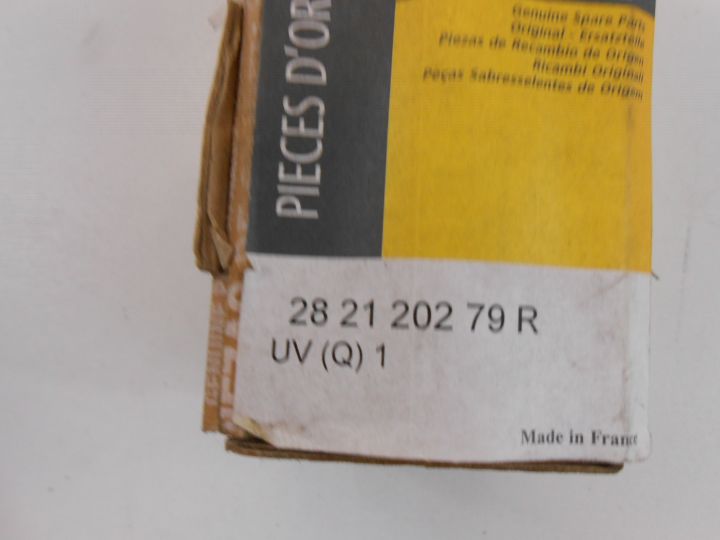 PIECES D'OR
Genuine Spare Parts
Original - Ersatzteile
Piezas de Recambio de Origen
Ricambi Originali
Peças Sobresselentes de Origem
28 21 202 79 R
UV (Q) 1
Made in France